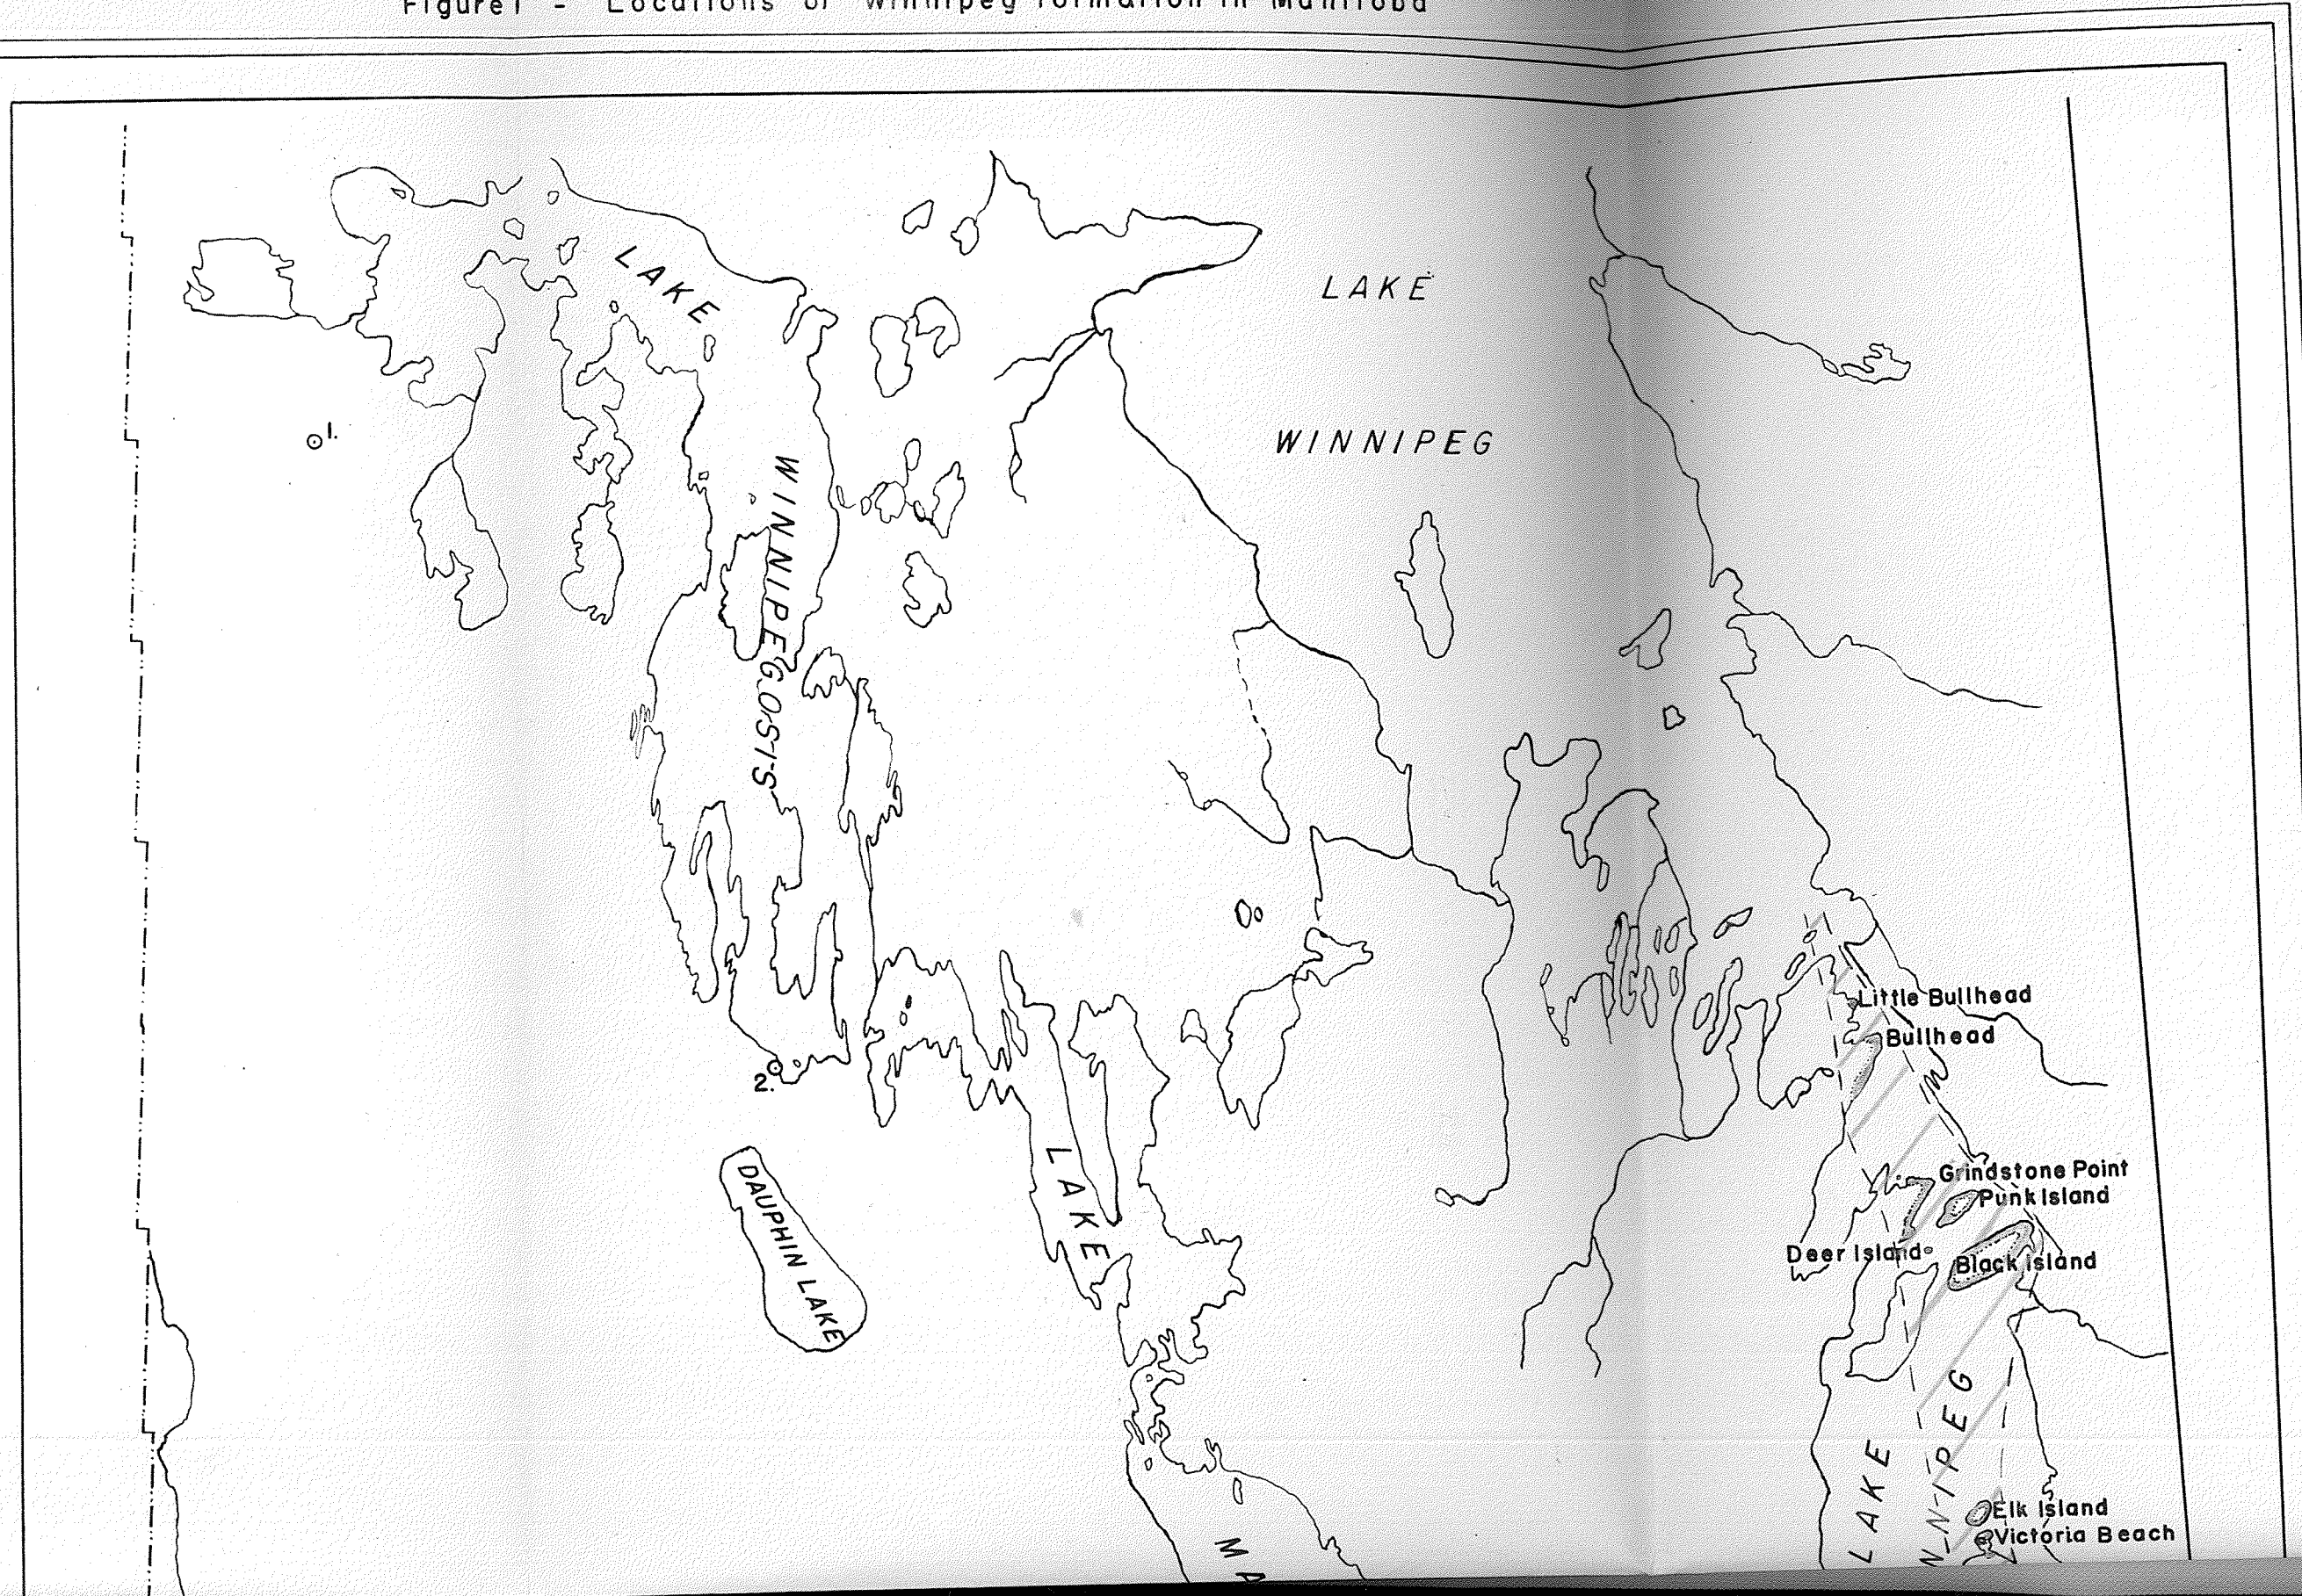 Figure 1 - Locations of Winnipeg formation in Manitoba
LAKE
WINNIPEGOSIS
LAKE
WINNIPEG
1.
2.
DAUPHIN LAKE
LAKE
MA
Little Bullhead
Bullhead
Grindstone Point
Punk Island
Deer Island
Black Island
LAKE
NNIPEG
Elk Island
Victoria Beach